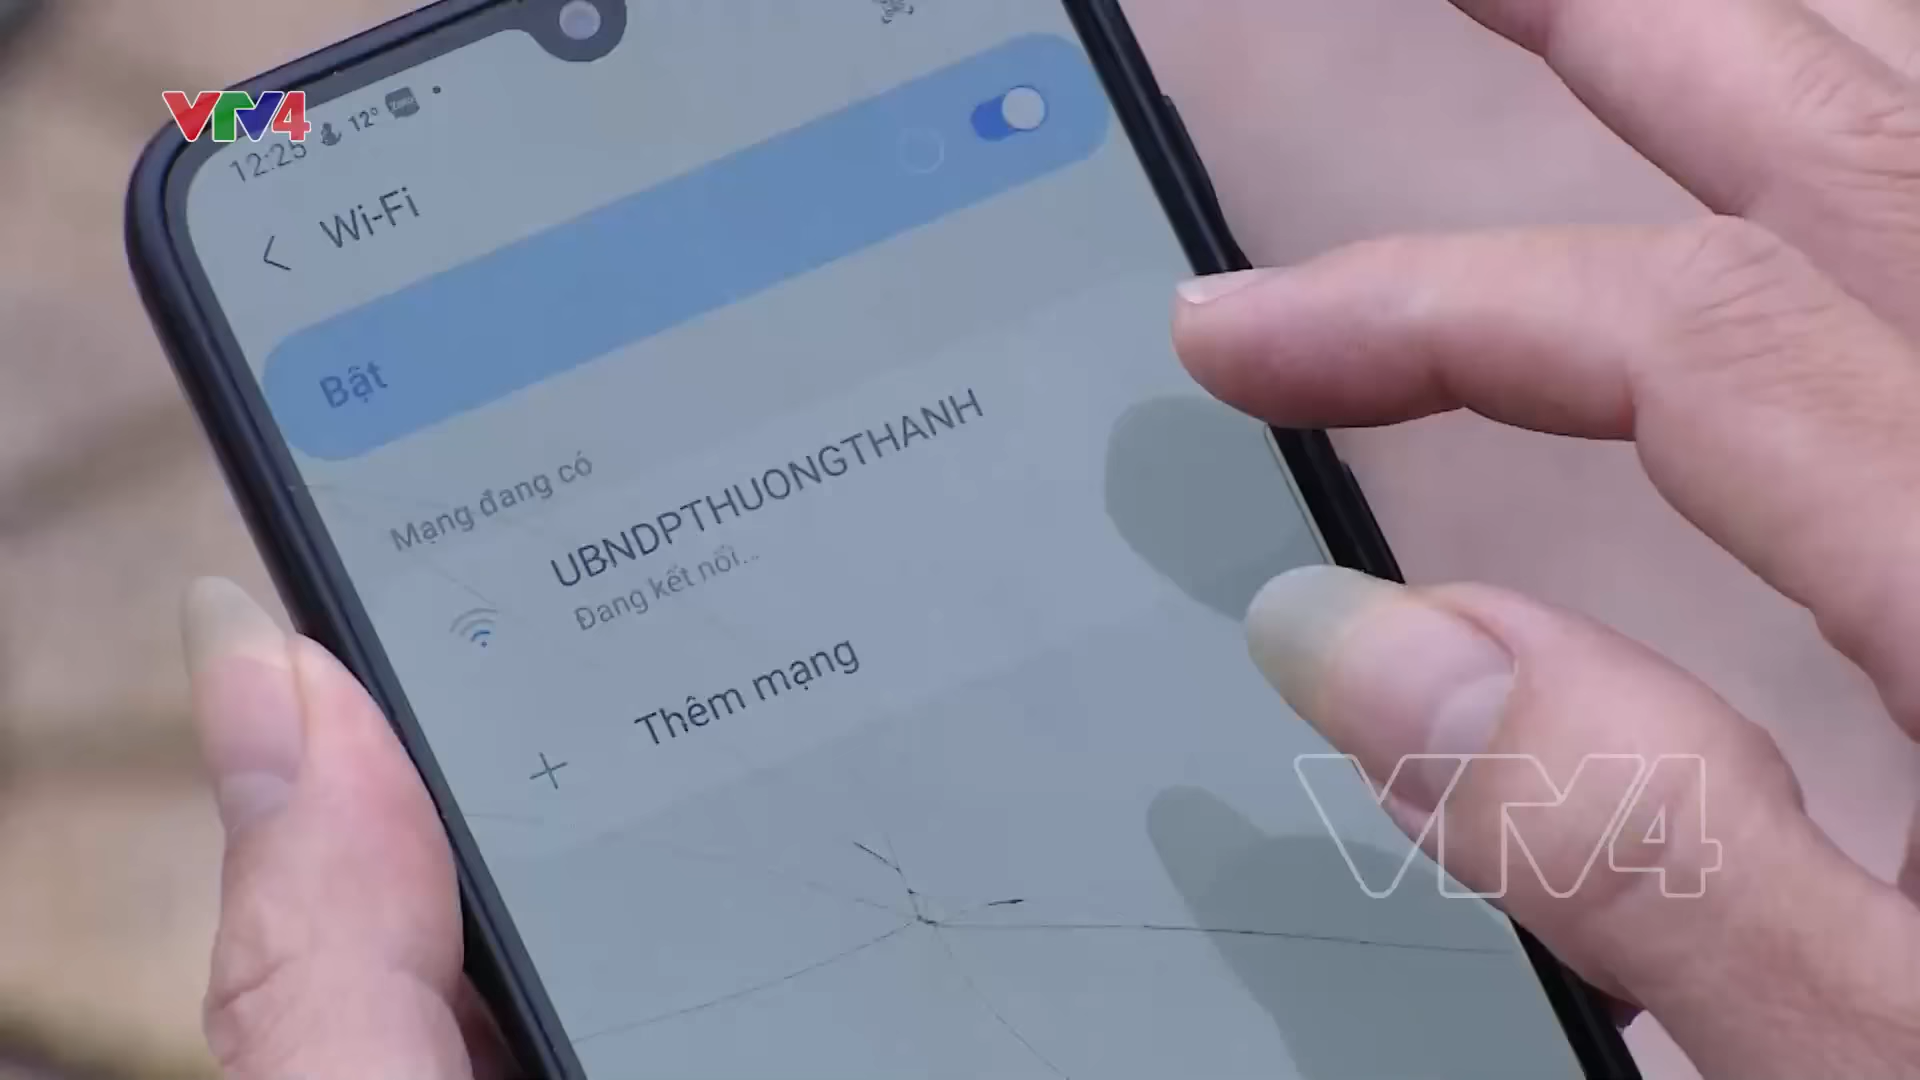 VTV4
12:25 12°
Wi-Fi
Bật
Mạng đang có
UBNDPTHUONGTHANH
Đang kết nối...
Thêm mạng
VTV4